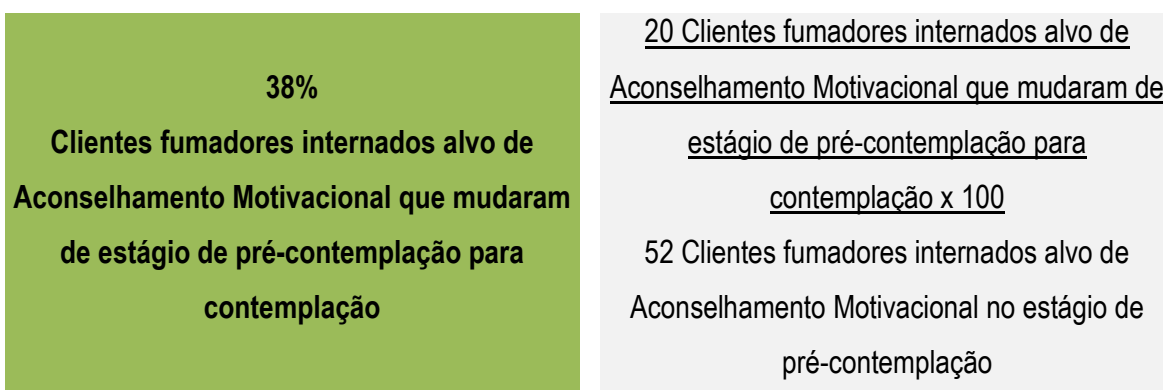 38%
Clientes fumadores internados alvo de
Aconselhamento Motivacional que mudaram
de estágio de pré-contemplação para
contemplação
20 Clientes fumadores internados alvo de
Aconselhamento Motivacional que mudaram de
estágio de pré-contemplação para
contemplação x 100
52 Clientes fumadores internados alvo de
Aconselhamento Motivacional no estágio de
pré-contemplação